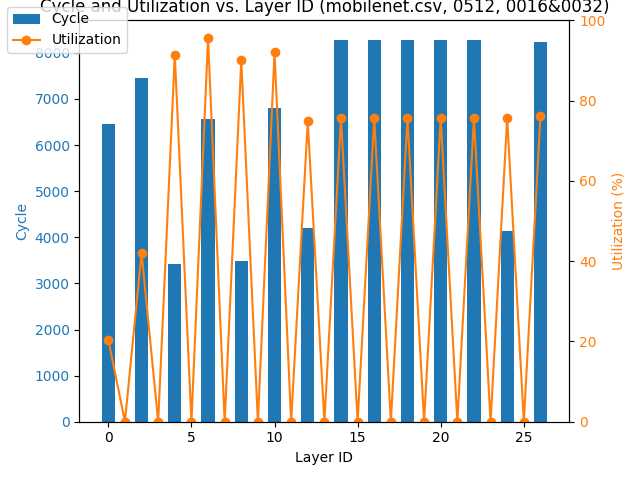 Cycle and Utilization vs. Layer ID (mobilenet.csv, 0512, 0016&0032)
Cycle
Utilization
8000
7000
6000
5000
4000
3000
2000
1000
0
Cycle
100
80
60
40
20
0
Utilization (%)
0 5 10 15 20 25
Layer ID